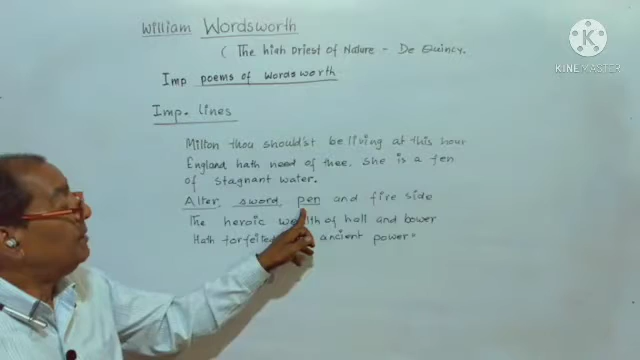 William Wordsworth
( The high Priest of Nature - De Quincy.
Imp poems of Wordsworth
Imp. lines
Milton thou should'st be living at this hour
England hath need of thee. She is a fen
of stagnant water.
Alter, sword, pen and fire side
The heroic wealth of hall and bower
Hath forfeited ancient power"
KINEMASTER